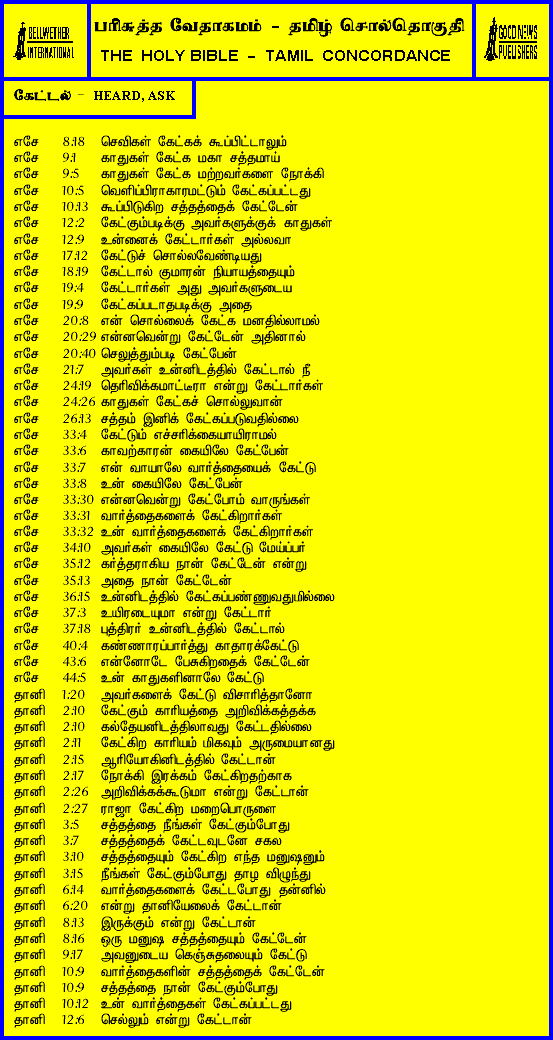 BELLWETHER INTERNATIONAL
பரிசுத்த வேதாகமம் - தமிழ் சொல்தொகுதி
THE HOLY BIBLE - TAMIL CONCORDANCE
GOOD NEWS PUBLISHERS
கேட்டல் - HEARD, ASK
எசே 8:18 செவிகள் கேட்கக் கூப்பிட்டாலும்
எசே 9:1 காதுகள் கேட்க மகா சத்தமாய்
எசே 9:5 காதுகள் கேட்க மற்றவர்களை நோக்கி
எசே 10:5 வெளிப்பிராகாரமட்டும் கேட்கப்பட்டது
எசே 10:13 கூப்பிடுகிற சத்தத்தைக் கேட்டேன்
எசே 12:2 கேட்கும்படிக்கு அவர்களுக்குக் காதுகள்
எசே 12:9 உன்னைக் கேட்டார்கள் அல்லவா
எசே 17:12 கேட்டுச் சொல்லவேண்டியது
எசே 18:19 கேட்டால் குமாரன் நியாயத்தையும்
எசே 19:4 கேட்டார்கள் அது அவர்களுடைய
எசே 19:9 கேட்கப்படாதபடிக்கு அதை
எசே 20:8 என் சொல்லைக் கேட்க மனதில்லாமல்
எசே 20:29 என்னவென்று கேட்டேன் அதினால்
எசே 20:40 செலுத்தும்படி கேட்பேன்
எசே 21:7 அவர்கள் உன்னிடத்தில் கேட்டால் நீ
எசே 24:19 தெரிவிக்கமாட்டீரா என்று கேட்டார்கள்
எசே 24:26 காதுகள் கேட்கச் சொல்லுவான்
எசே 26:13 சத்தம் இனிக் கேட்கப்படுவதில்லை
எசே 33:4 கேட்டும் எச்சரிக்கையாயிராமல்
எசே 33:6 காவற்காரன் கையிலே கேட்பேன்
எசே 33:7 என் வாயாலே வார்த்தையைக் கேட்டு
எசே 33:8 உன் கையிலே கேட்பேன்
எசே 33:30 என்னவென்று கேட்போம் வாருங்கள்
எசே 33:31 வார்த்தைகளைக் கேட்கிறார்கள்
எசே 33:32 உன் வார்த்தைகளைக் கேட்கிறார்கள்
எசே 34:10 அவர்கள் கையிலே கேட்டு மேய்ப்பர்
எசே 35:12 கர்த்தராகிய நான் கேட்டேன் என்று
எசே 35:13 அதை நான் கேட்டேன்
எசே 36:15 உன்னிடத்தில் கேட்கப்பண்ணுவதுமில்லை
எசே 37:3 உயிரடையுமா என்று கேட்டார்
எசே 37:18 புத்திரர் உன்னிடத்தில் கேட்டால்
எசே 40:4 கண்ணாரப்பார்த்து காதாரக்கேட்டு
எசே 43:6 என்னோடே பேசுகிறதைக் கேட்டேன்
எசே 44:5 உன் காதுகளினாலே கேட்டு
தானி 1:20 அவர்களைக் கேட்டு விசாரித்தானோ
தானி 2:10 கேட்கும் காரியத்தை அறிவிக்கத்தக்க
தானி 2:10 கல்தேயனிடத்திலாவது கேட்டதில்லை
தானி 2:11 கேட்கிற காரியம் மிகவும் அருமையானது
தானி 2:15 ஆரியோகினிடத்தில் கேட்டான்
தானி 2:17 நோக்கி இரக்கம் கேட்கிறதற்காக
தானி 2:26 அறிவிக்கக்கூடுமா என்று கேட்டான்
தானி 2:27 ராஜா கேட்கிற மறைபொருளை
தானி 3:5 சத்தத்தை நீங்கள் கேட்கும்போது
தானி 3:7 சத்தத்தைக் கேட்டவுடனே சகல
தானி 3:10 சத்தத்தையும் கேட்கிற எந்த மனுஷனும்
தானி 3:15 நீங்கள் கேட்கும்போது தாழ விழுந்து
தானி 6:14 வார்த்தைகளைக் கேட்டபோது தன்னில்
தானி 6:20 என்று தானியேலைக் கேட்டான்
தானி 8:13 இருக்கும் என்று கேட்டான்
தானி 8:16 ஒரு மனுஷ சத்தத்தையும் கேட்டேன்
தானி 9:17 அவனுடைய கெஞ்சுதலையும் கேட்டு
தானி 10:9 வார்த்தைகளின் சத்தத்தைக் கேட்டேன்
தானி 10:9 சத்தத்தை நான் கேட்கும்போது
தானி 10:12 உன் வார்த்தைகள் கேட்கப்பட்டது
தானி 12:6 செல்லும் என்று கேட்டான்